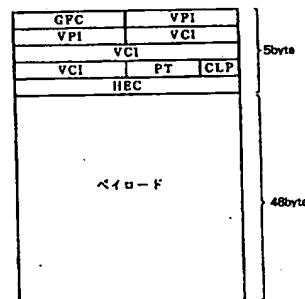 GFC VPI
VPI VCI
VCI
VCI PT CLP
HEC
5byte
ペイロード
48byte